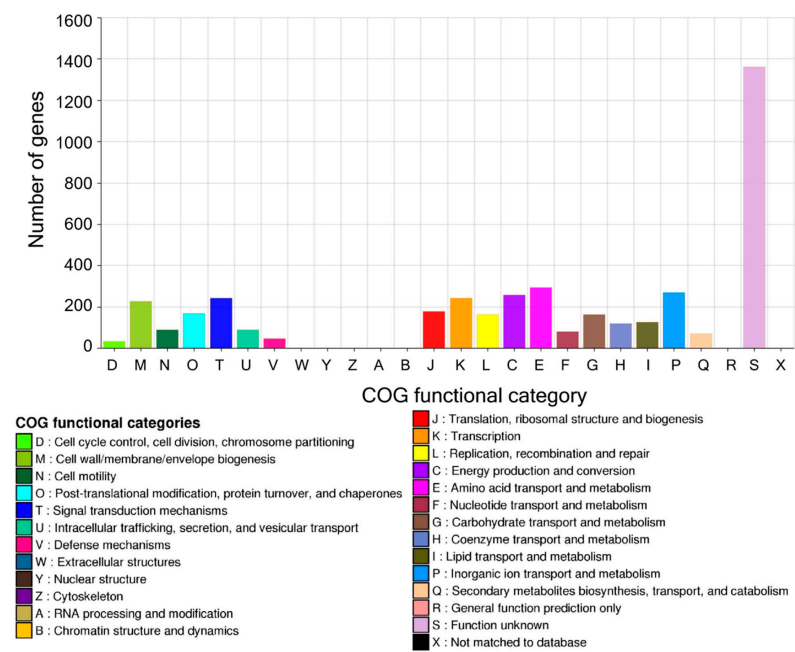 1600
1400
1200
1000
800
600
400
200
0
Number of genes
D M N O T U V W Y Z A B J K L C E F G H I P Q R S X
COG functional category
COG functional categories
D : Cell cycle control, cell division, chromosome partitioning
M : Cell wall/membrane/envelope biogenesis
N : Cell motility
O : Post-translational modification, protein turnover, and chaperones
T : Signal transduction mechanisms
U : Intracellular trafficking, secretion, and vesicular transport
V : Defense mechanisms
W : Extracellular structures
Y : Nuclear structure
Z : Cytoskeleton
A : RNA processing and modification
B : Chromatin structure and dynamics
J : Translation, ribosomal structure and biogenesis
K : Transcription
L : Replication, recombination and repair
C : Energy production and conversion
E : Amino acid transport and metabolism
F : Nucleotide transport and metabolism
G : Carbohydrate transport and metabolism
H : Coenzyme transport and metabolism
I : Lipid transport and metabolism
P : Inorganic ion transport and metabolism
Q : Secondary metabolites biosynthesis, transport, and catabolism
R : General function prediction only
S : Function unknown
X : Not matched to database